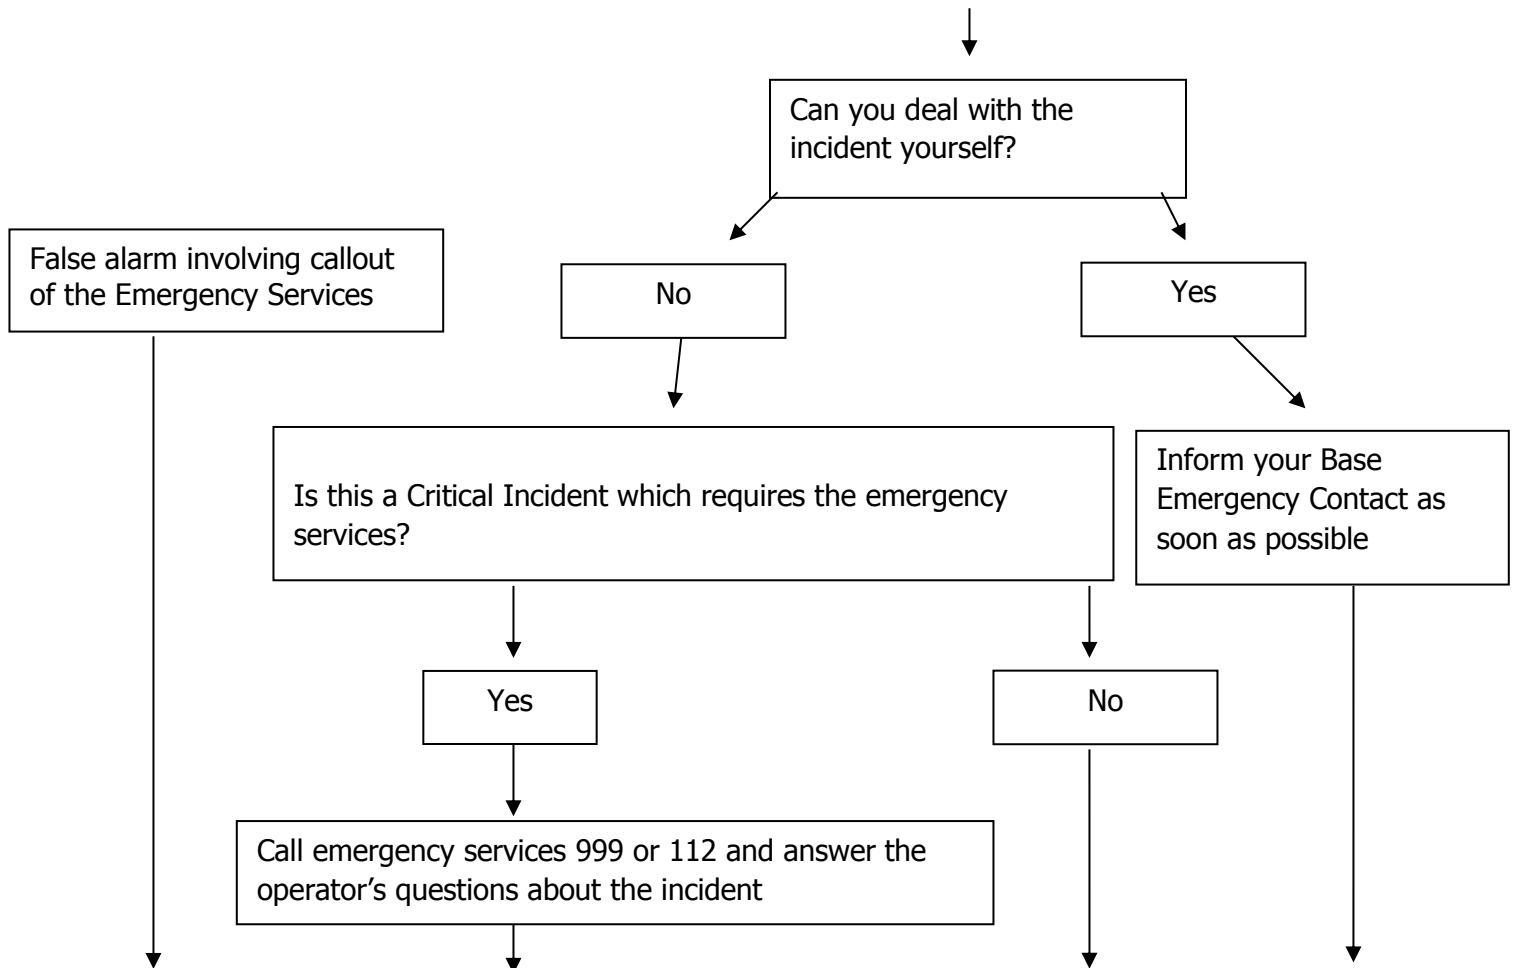 Can you deal with the
incident yourself?
False alarm involving callout
of the Emergency Services
No
Yes
Is this a Critical Incident which requires the emergency
services?
Inform your Base
Emergency Contact as
soon as possible
Yes
No
Call emergency services 999 or 112 and answer the
operator’s questions about the incident